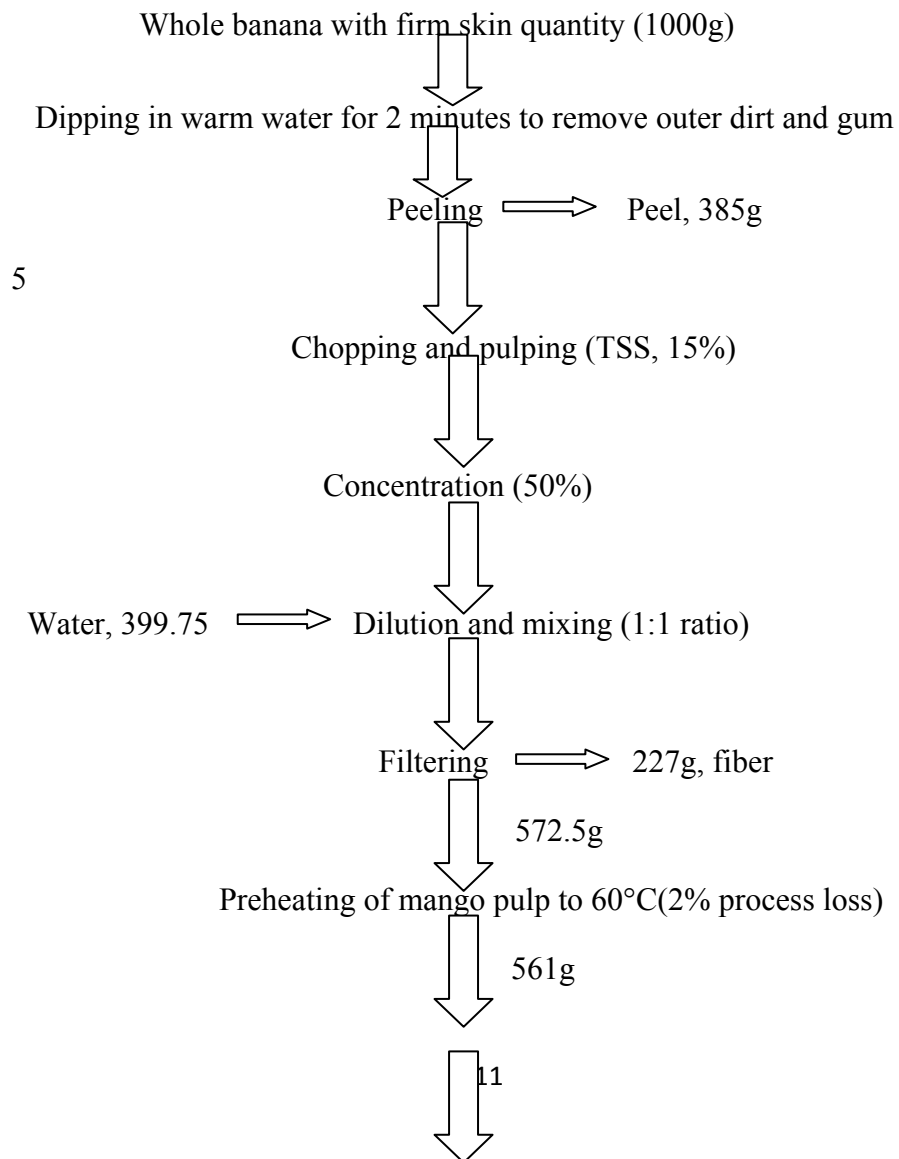 Whole banana with firm skin quantity (1000g)
Dipping in warm water for 2 minutes to remove outer dirt and gum
Peeling Peel, 385g
5
Chopping and pulping (TSS, 15%)
Concentration (50%)
Water, 399.75 Dilution and mixing (1:1 ratio)
Filtering 227g, fiber
572.5g
Preheating of mango pulp to 60°C(2% process loss)
561g
11